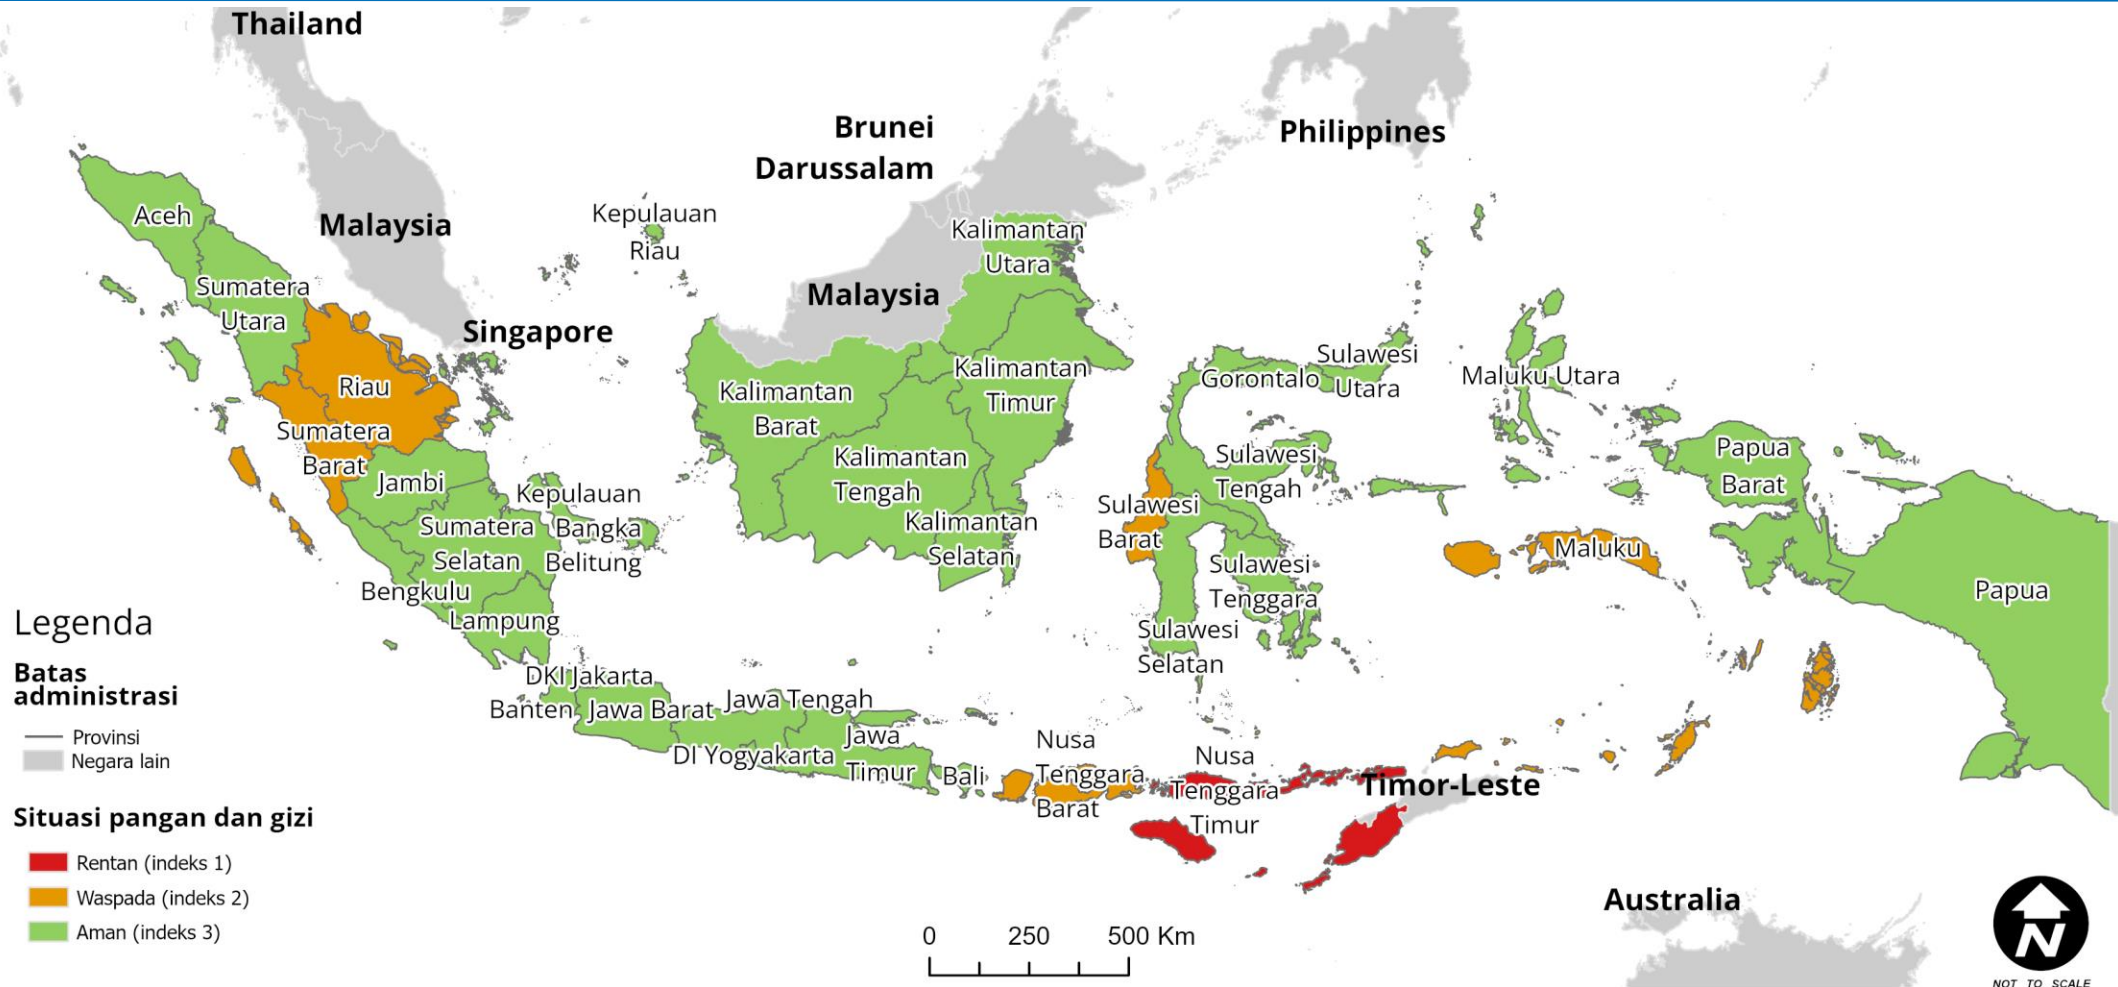 Thailand
Brunei
Darussalam
Philippines
Malaysia
Malaysia
Singapore
Aceh
Sumatera
Utara
Kepulauan
Riau
Riau
Sumatera
Barat
Jambi
Kepulauan
Bangka
Belitung
Sumatera
Selatan
Bengkulu
Lampung
Kalimantan
Utara
Kalimantan
Barat
Kalimantan
Timur
Kalimantan
Tengah
Kalimantan
Selatan
Gorontalo
Sulawesi
Utara
Maluku Utara
Sulawesi
Tengah
Sulawesi
Barat
Sulawesi
Tenggara
Sulawesi
Selatan
Maluku
Papua
Barat
Papua
DKI Jakarta
Banten
Jawa Barat
Jawa Tengah
DI Yogyakarta
Jawa
Timur
Bali
Nusa
Tenggara
Barat
Nusa
Tenggara
Timur
Timor-Leste
Australia
Legenda
Batas
administrasi
Provinsi
Negara lain
Situasi pangan dan gizi
Rentan (indeks 1)
Waspada (indeks 2)
Aman (indeks 3)
0 250 500 Km
N
NOT TO SCALE